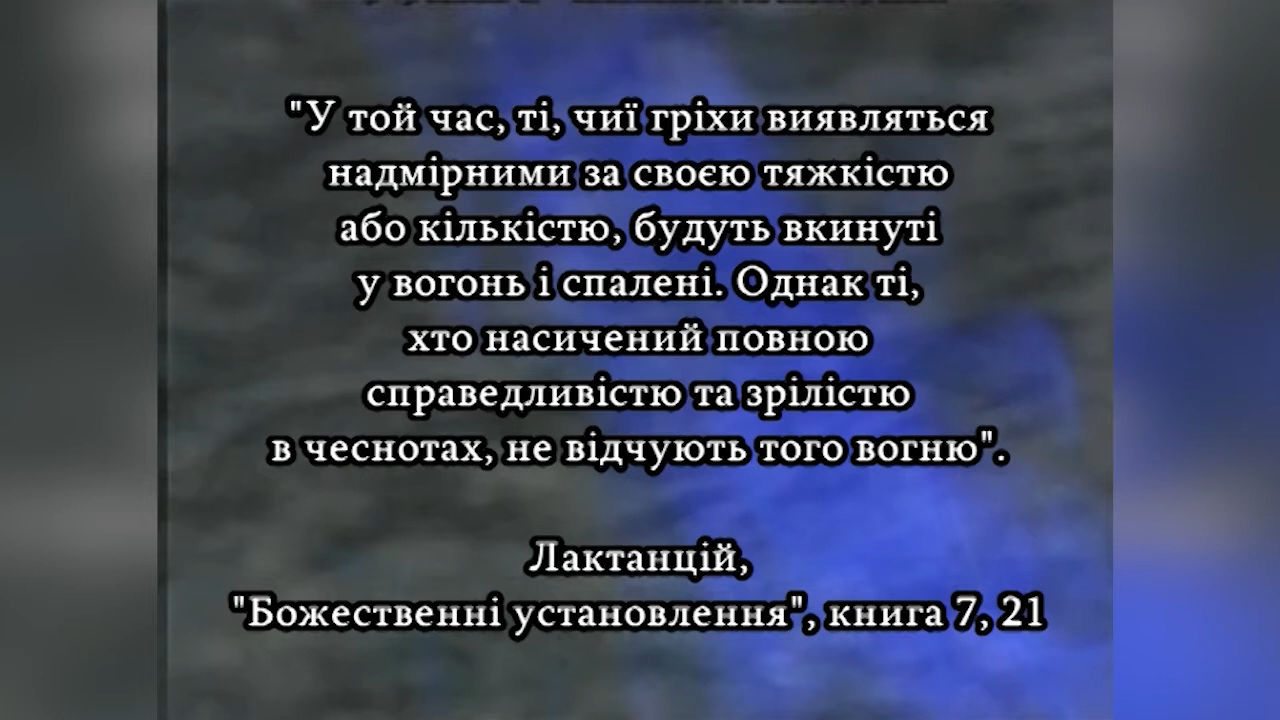 "У той час, ті, чиї гріхи виявляться
надмірними за своєю тяжкістю
або кількістю, будуть вкинуті
у вогонь і спалені. Однак ті,
хто насичений повною
справедливістю та зрілістю
в чеснотах, не відчують того вогню".
Лактанцій,
"Божественні установлення", книга 7, 21